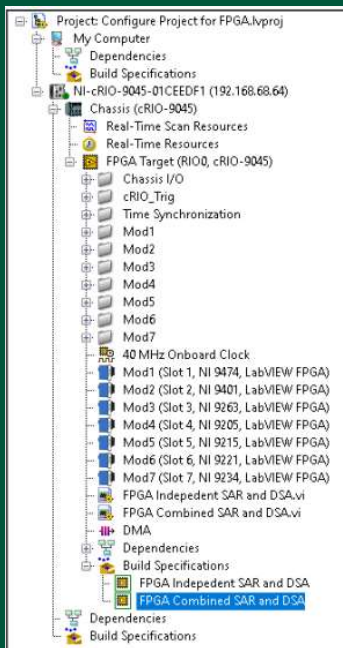 Project: Configure Project for FPGA.lvproj
My Computer
Dependencies
Build Specifications
NI-cRIO-9045-01CEEDF1 (192.168.68.64)
Chassis (cRIO-9045)
Real-Time Scan Resources
Real-Time Resources
FPGA Target (RIO0, cRIO-9045)
Chassis I/O
cRIO_Trig
Time Synchronization
Mod1
Mod2
Mod3
Mod4
Mod5
Mod6
Mod7
40 MHz Onboard Clock
Mod1 (Slot 1, NI 9474, LabVIEW FPGA)
Mod2 (Slot 2, NI 9401, LabVIEW FPGA)
Mod3 (Slot 3, NI 9263, LabVIEW FPGA)
Mod4 (Slot 4, NI 9205, LabVIEW FPGA)
Mod5 (Slot 5, NI 9215, LabVIEW FPGA)
Mod6 (Slot 6, NI 9221, LabVIEW FPGA)
Mod7 (Slot 7, NI 9234, LabVIEW FPGA)
FPGA Indepedent SAR and DSA.vi
FPGA Combined SAR and DSA.vi
DMA
Dependencies
Build Specifications
FPGA Indepedent SAR and DSA
FPGA Combined SAR and DSA
Dependencies
Build Specifications